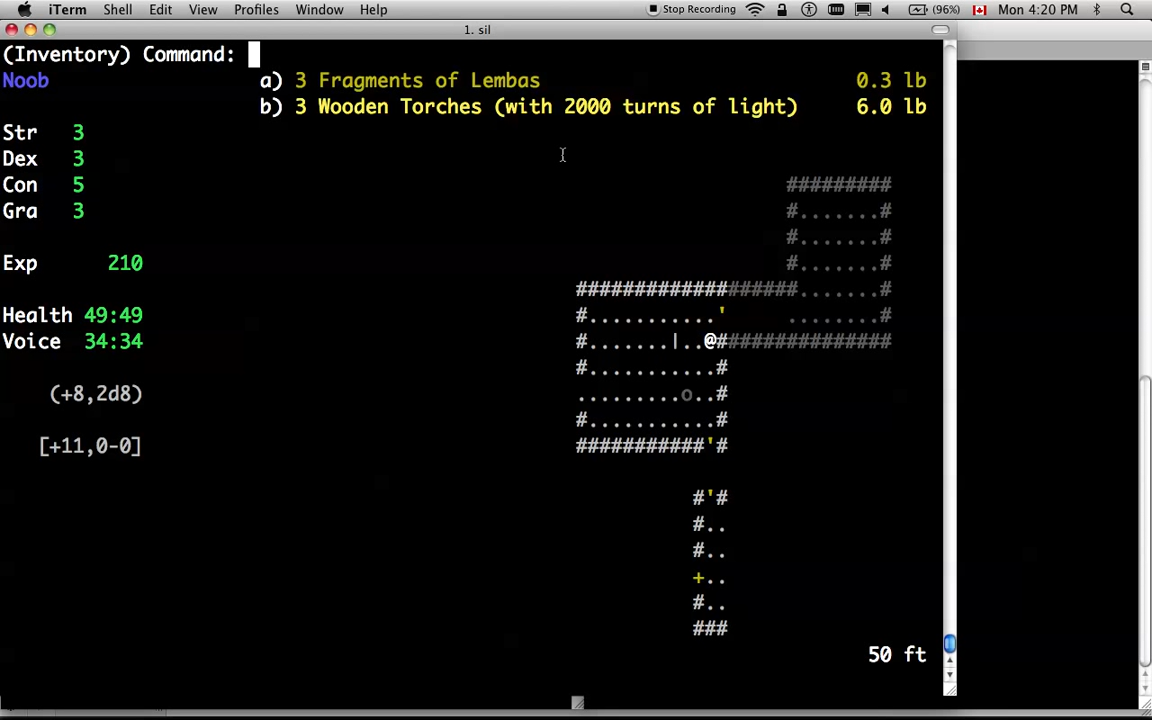 iTerm Shell Edit View Profiles Window Help Stop Recording (96%) Mon 4:20 PM
1. sil
(Inventory) Command:
Noob a) 3 Fragments of Lembas 0.3 lb
b) 3 Wooden Torches (with 2000 turns of light) 6.0 lb
Str 3
Dex 3
Con 5
#########
Gra 3 #.......#
#.......#
Exp 210 #.......#
###################.......#
Health 49:49 #..........' ........#
Voice 34:34 #.......|..@###############
#...........#
(+8,2d8) .........o..#
#...........#
[+11,0-0] ###########'#
#'#
#..
#..
+..
#..
###
50 ft